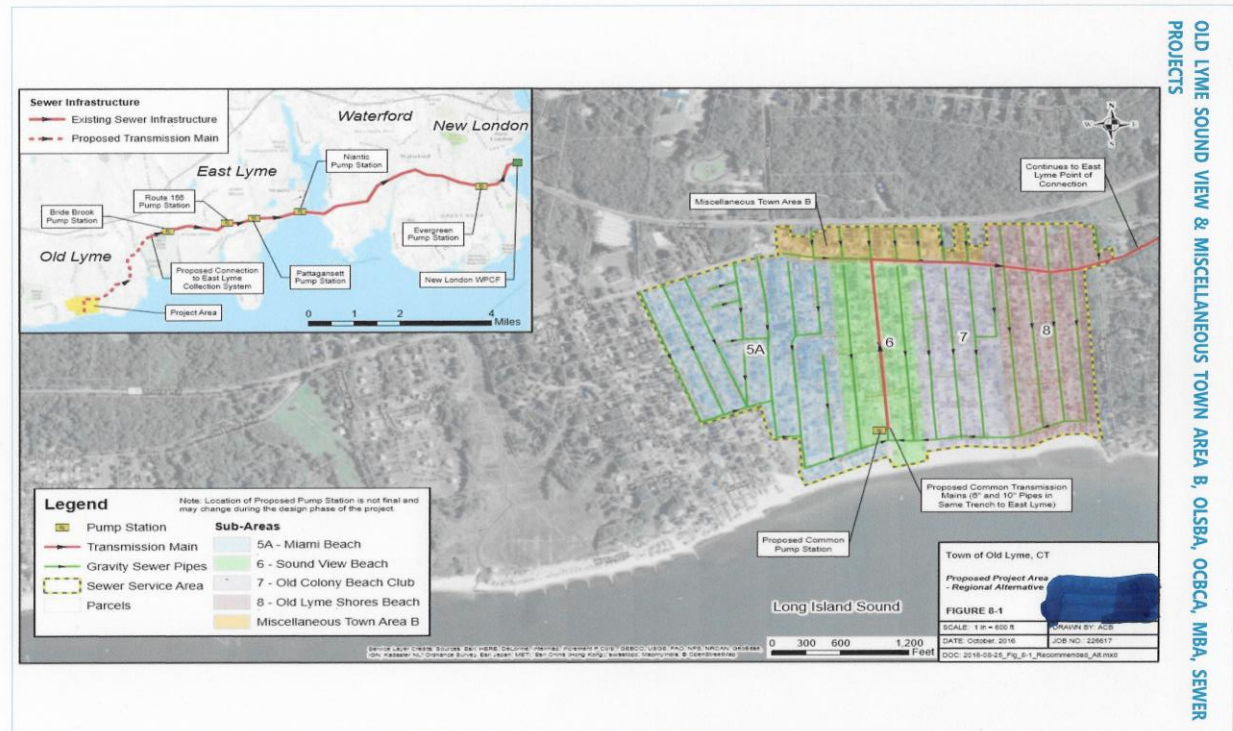 OLD LYME SOUND VIEW & MISCELLANEOUS TOWN AREA B, OLSBA, OCBCA, MBA, SEWER
PROJECTS
Sewer Infrastructure
Existing Sewer Infrastructure
Proposed Transmission Main
Waterford
New London
East Lyme
Old Lyme
Niantic
Pump Station
Route 156
Pump Station
Bride Brook
Pump Station
Evergreen
Pump Station
Proposed Connection
to East Lyme
Collection System
Pattagansett
Pump Station
New London WPCF
Project Area
0 1 2 4
Miles
N
W E
S
Continues to East
Lyme Point of
Connection
Miscellaneous Town Area B
5A
6
7
8
Proposed Common Transmission
Mains (6" and 10" Pipes in
Same Trench to East Lyme)
Proposed Common
Pump Station
Legend
Note: Location of Proposed Pump Station is not final and
may change during the design phase of the project.
Pump Station
Transmission Main
Gravity Sewer Pipes
Sewer Service Area
Parcels
Sub-Areas
5A - Miami Beach
6 - Sound View Beach
7 - Old Colony Beach Club
8 - Old Lyme Shores Beach
Miscellaneous Town Area B
Long Island Sound
0 300 600 1,200
Feet
Town of Old Lyme, CT
Proposed Project Area
- Regional Alternative
FIGURE 8-1
SCALE: 1 in = 600 ft
DRAWN BY: ACB
DATE: October, 2016
JOB NO.: 226617
DOC: 2016-08-25_Fig_8-1_Recommended_Alt.mxd